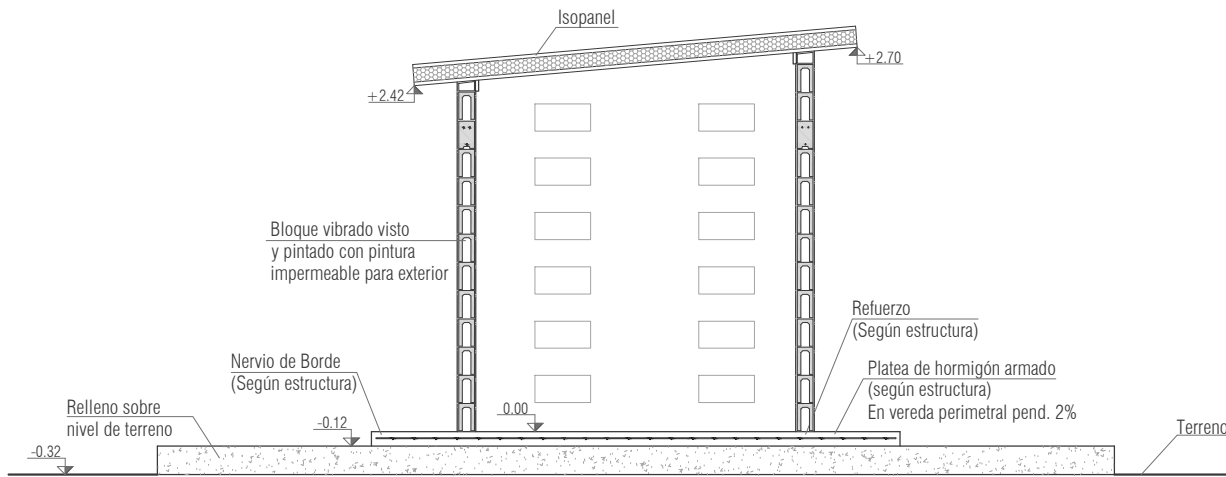 Isopanel
+2.70
+2.42
Bloque vibrado visto
y pintado con pintura
impermeable para exterior
Refuerzo
(Según estructura)
Nervio de Borde
(Según estructura)
Platea de hormigón armado
(según estructura)
En vereda perimetral pend. 2%
Relleno sobre
nivel de terreno
0.00
-0.12
Terreno
-0.32